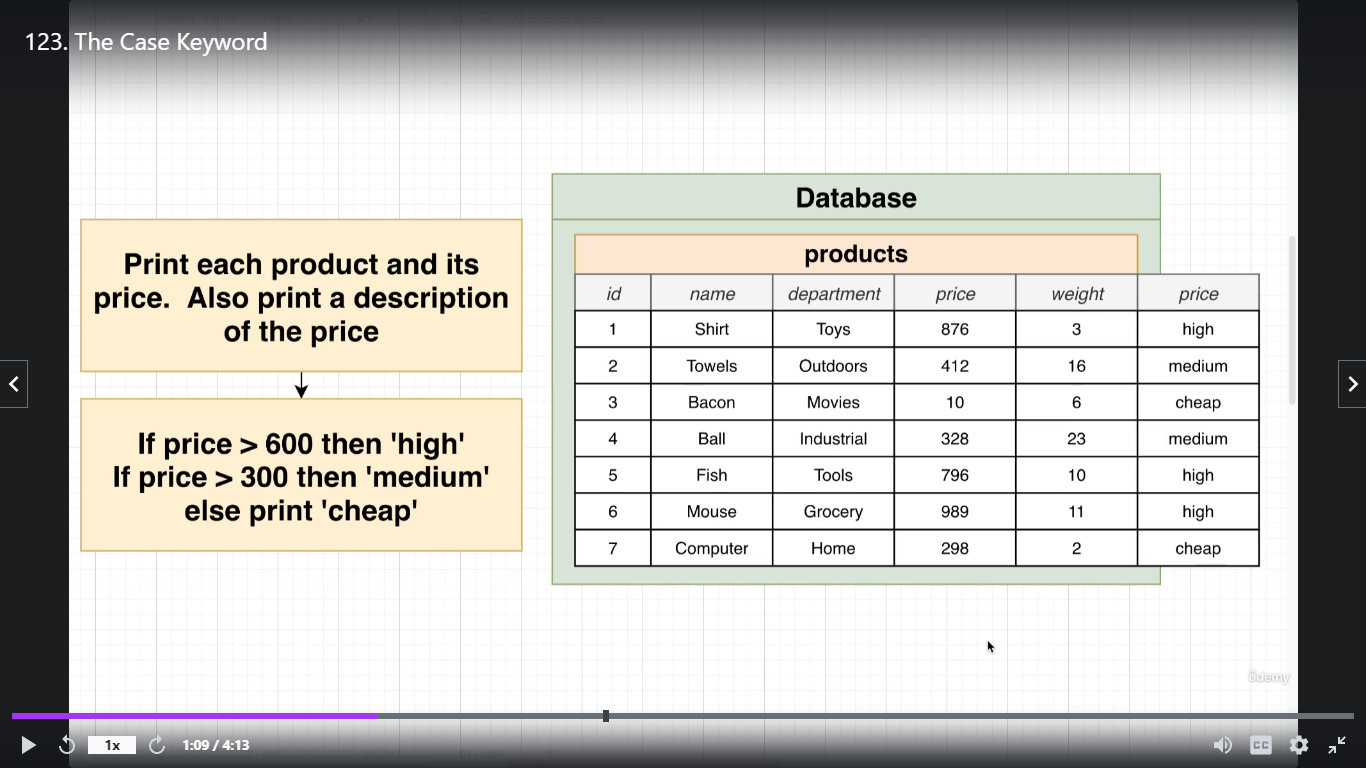 123. The Case Keyword
Print each product and its
price. Also print a description
of the price
If price > 600 then 'high'
If price > 300 then 'medium'
else print 'cheap'
Database
products
id name department price weight price
1 Shirt Toys 876 3 high
2 Towels Outdoors 412 16 medium
3 Bacon Movies 10 6 cheap
4 Ball Industrial 328 23 medium
5 Fish Tools 796 10 high
6 Mouse Grocery 989 11 high
7 Computer Home 298 2 cheap
ûdemy
1x 1:09 / 4:13 CC